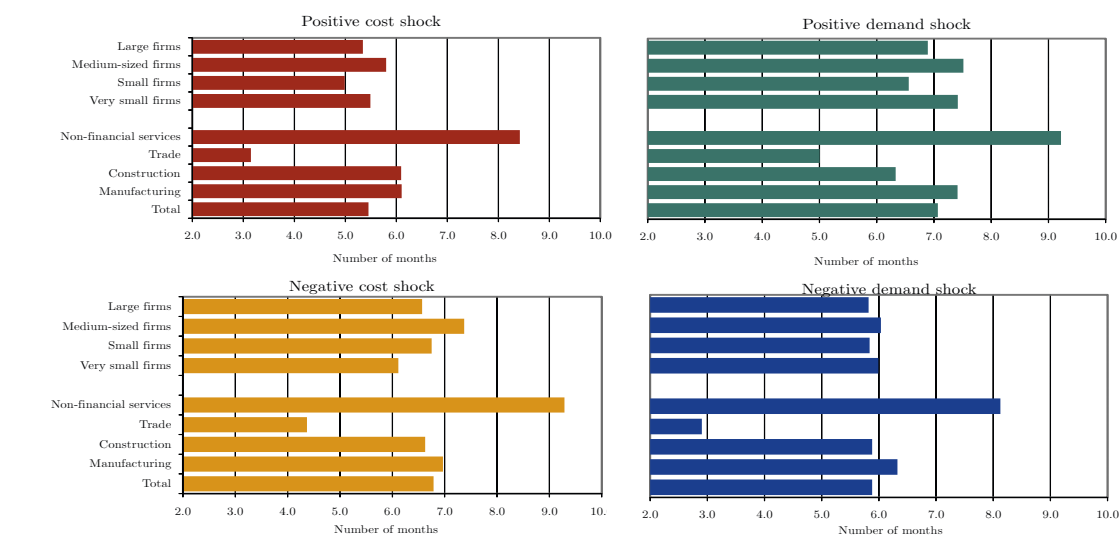 Positive cost shock
Positive demand shock
Large firms
Medium-sized firms
Small firms
Very small firms
Non-financial services
Trade
Construction
Manufacturing
Total
2.0 3.0 4.0 5.0 6.0 7.0 8.0 9.0 10.0
Number of months
2.0 3.0 4.0 5.0 6.0 7.0 8.0 9.0 10.0
Number of months
Negative cost shock
Negative demand shock
Large firms
Medium-sized firms
Small firms
Very small firms
Non-financial services
Trade
Construction
Manufacturing
Total
2.0 3.0 4.0 5.0 6.0 7.0 8.0 9.0 10.
Number of months
2.0 3.0 4.0 5.0 6.0 7.0 8.0 9.0 10.0
Number of months